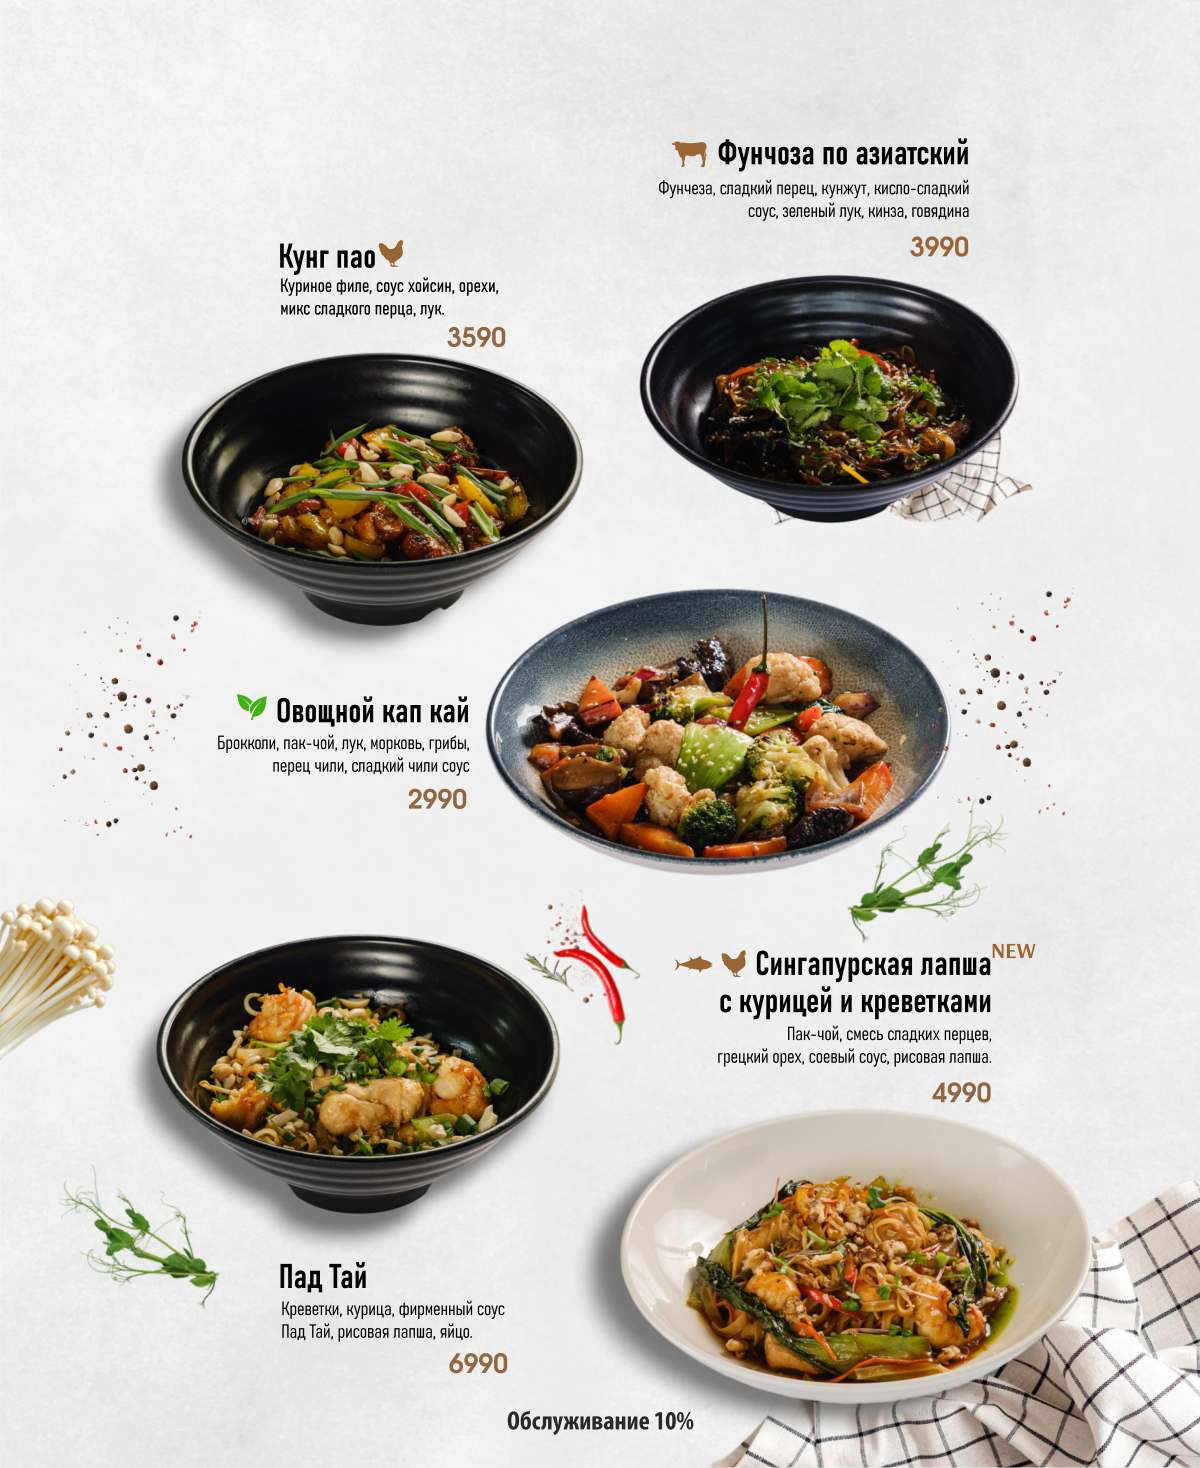 Фунчоза по азиатский
Фунчеза, сладкий перец, кунжут, кисло-сладкий
соус, зеленый лук, кинза, говядина
3990
Кунг пао
Куриное филе, соус хойсин, орехи,
микс сладкого перца, лук.
3590
Овощной кап кай
Брокколи, пак-чой, лук, морковь, грибы,
перец чили, сладкий чили соус
2990
Сингапурская лапша NEW
с курицей и креветками
Пак-чой, смесь сладких перцев,
грецкий орех, соевый соус, рисовая лапша.
4990
Пад Тай
Креветки, курица, фирменный соус
Пад Тай, рисовая лапша, яйцо.
6990
Обслуживание 10%